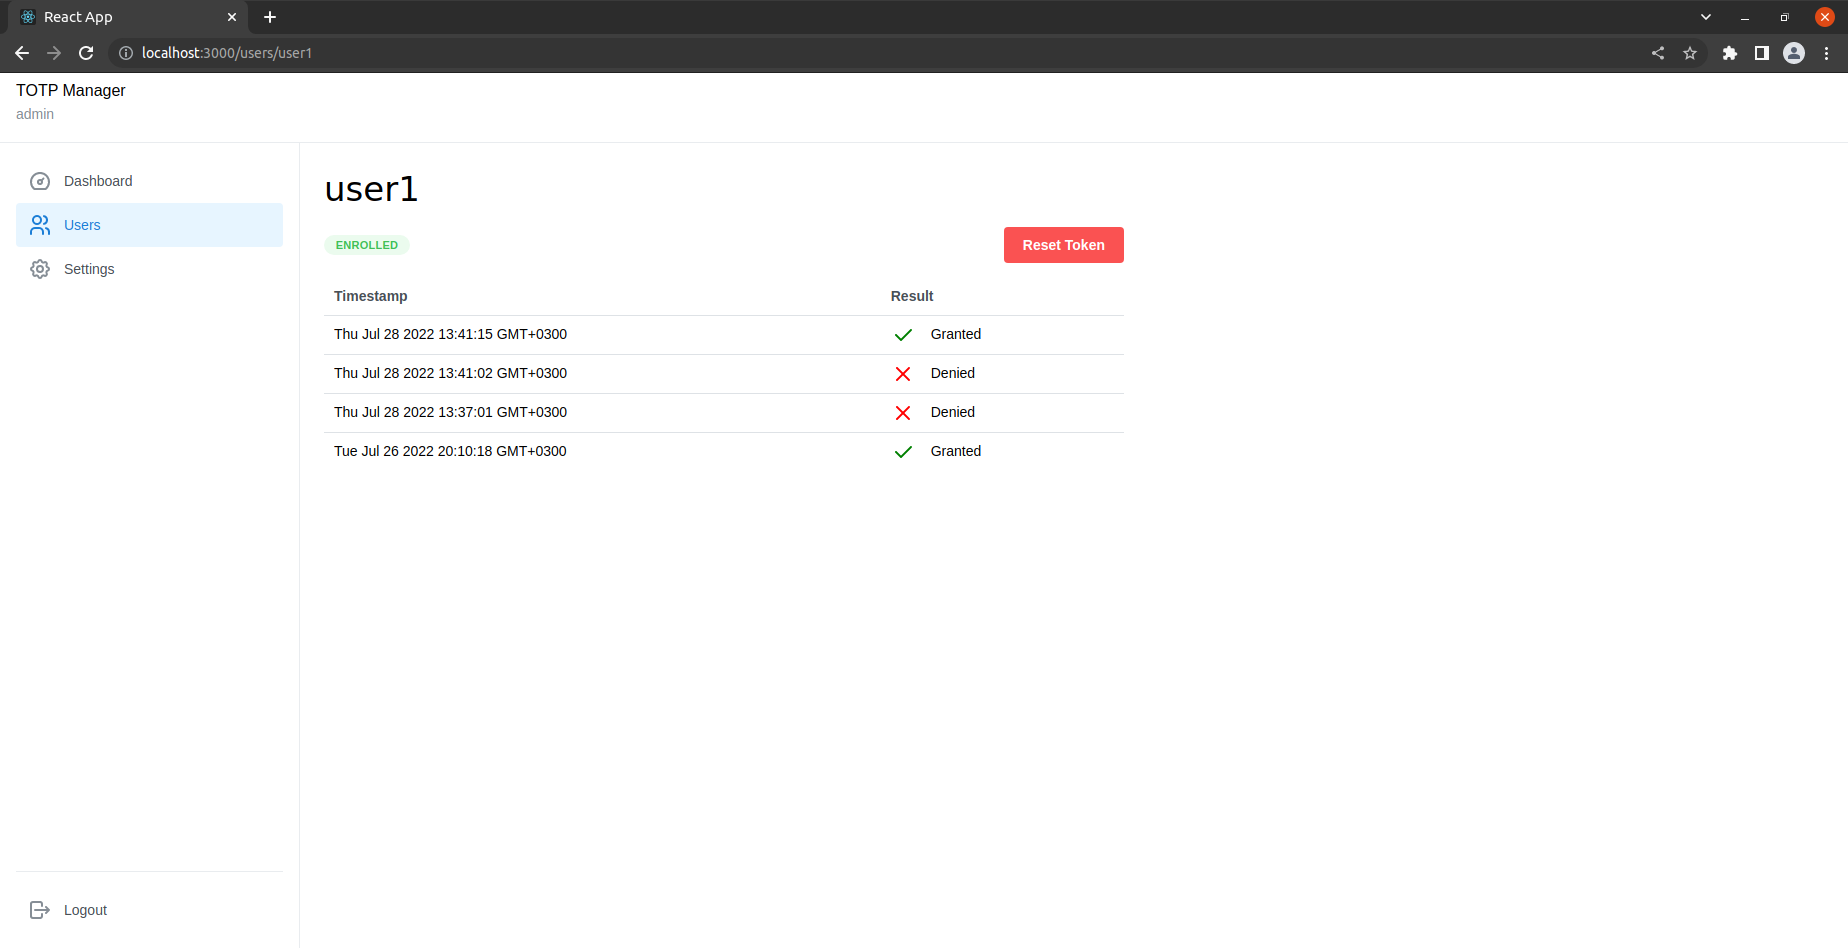 React App
localhost:3000/users/user1
TOTP Manager
admin
Dashboard
Users
Settings
Logout
user1
ENROLLED
Reset Token
Timestamp Result
Thu Jul 28 2022 13:41:15 GMT+0300 Granted
Thu Jul 28 2022 13:41:02 GMT+0300 Denied
Thu Jul 28 2022 13:37:01 GMT+0300 Denied
Tue Jul 26 2022 20:10:18 GMT+0300 Granted